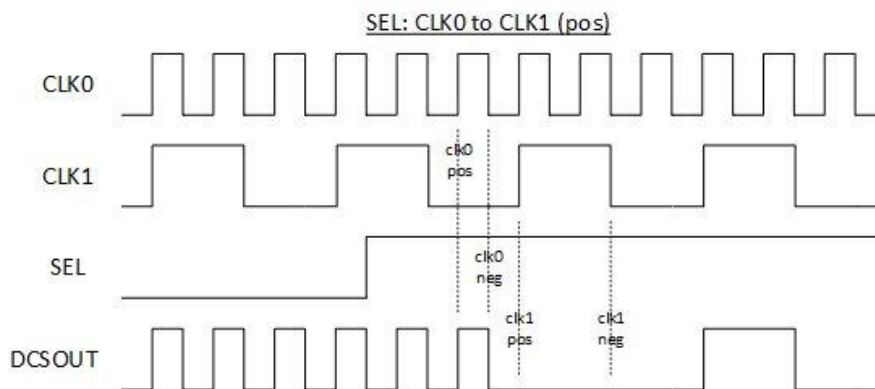 SEL: CLK0 to CLK1 (pos)
CLK0
CLK1
clk0
pos
SEL
clk0
neg
clk1
pos
clk1
neg
DCSOUT